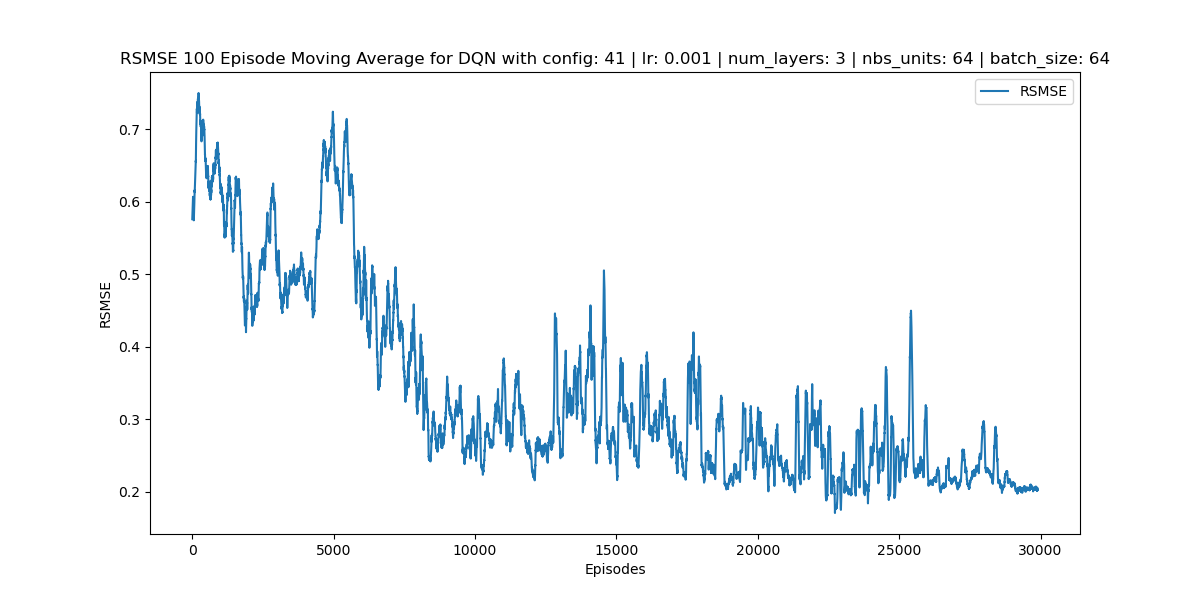 RSMSE 100 Episode Moving Average for DQN with config: 41 | lr: 0.001 | num_layers: 3 | nbs_units: 64 | batch_size: 64
RSMSE
0.7
0.6
0.5
0.4
0.3
0.2
RSMSE
0 5000 10000 15000 20000 25000 30000
Episodes